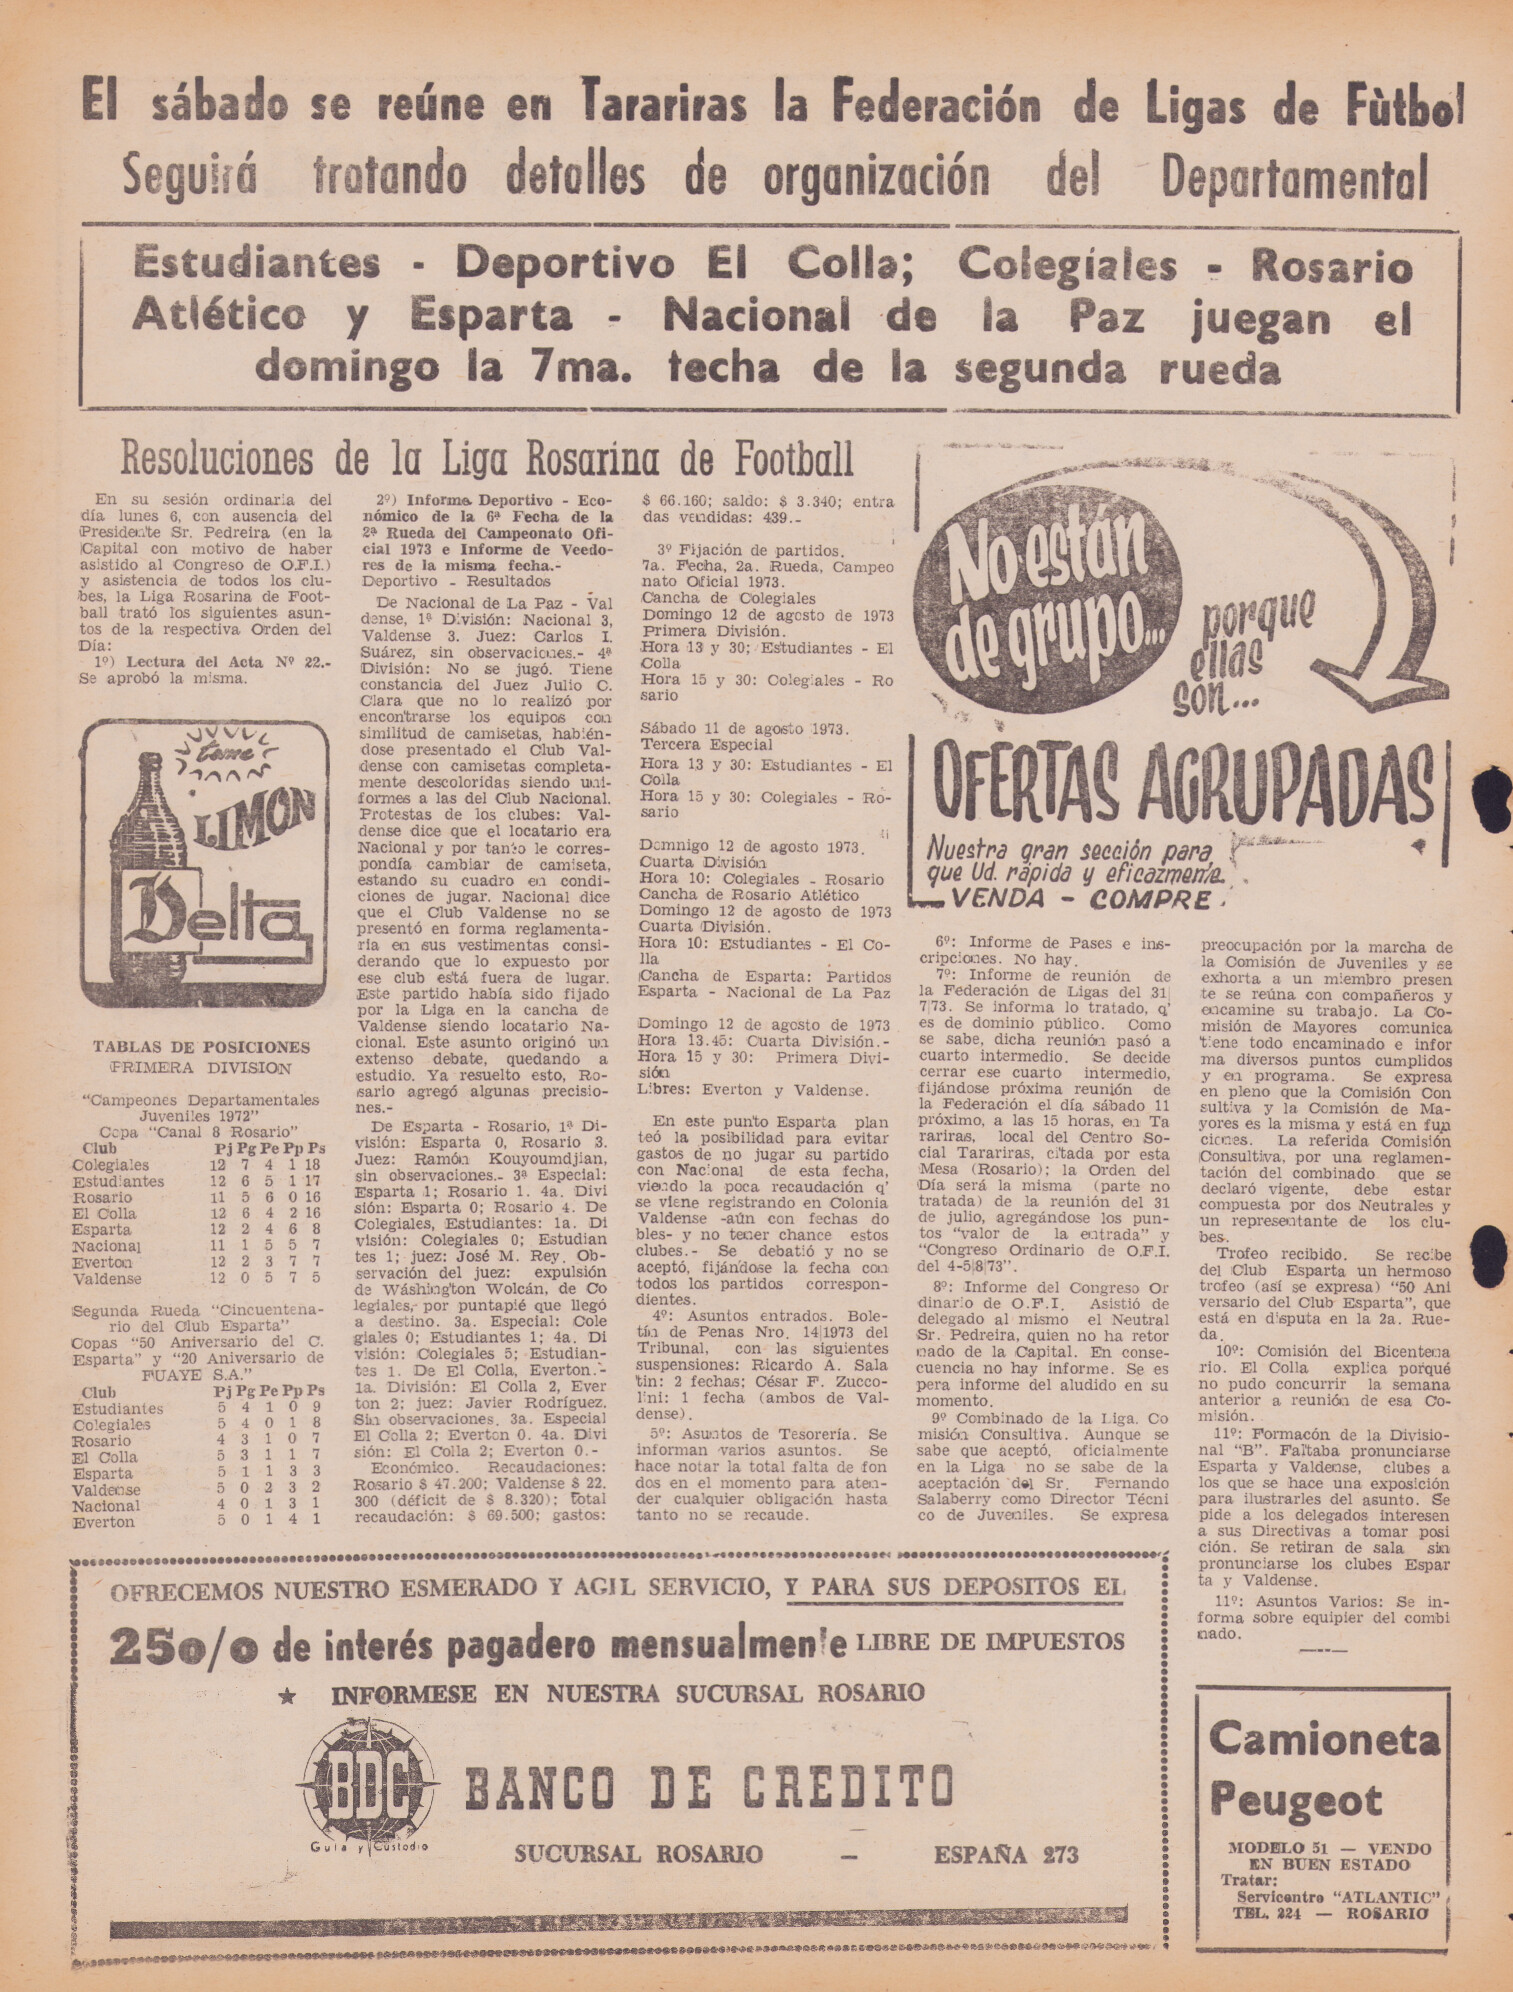 El sábado se reúne en Tarariras la Federación de Ligas de Fùtbol
Seguirá tratando detalles de organización del Departamental
Estudiantes - Deportivo El Colla; Colegiales - Rosario
Atlético y Esparta - Nacional de la Paz juegan el
domingo la 7ma. techa de la segunda rueda
Resoluciones de la Liga Rosarina de Football
En su sesión ordinaria del
día lunes 6, con ausencia del
Presidente Sr. Pedreira (en la
Capital con motivo de haber
asistido al Congreso de O.F.I.)
y asistencia de todos los clu-
bes, la Liga Rosarina de Foot-
ball trató los siguientes asun-
tos de la respectiva Orden del
Día:
1º) Lectura del Acta Nº 22.-
Se aprobó la misma.
tome
LIMON
Delta
TABLAS DE POSICIONES
PRIMERA DIVISION
"Campeones Departamentales
Juveniles 1972"
Copa "Canal 8 Rosario"
Club Pj Pg Pe Pp Ps
Colegiales 12 7 4 1 18
Estudiantes 12 6 5 1 17
Rosario 11 5 6 0 16
El Colla 12 6 4 2 16
Esparta 12 2 4 6 8
Nacional 11 1 5 5 7
Everton 12 2 3 7 7
Valdense 12 0 5 7 5
Segunda Rueda "Cincuentena-
rio del Club Esparta"
Copas "50 Aniversario del C.
Esparta" y "20 Aniversario de
FUAYE S.A."
Club Pj Pg Pe Pp Ps
Estudiantes 5 4 1 0 9
Colegiales 5 4 0 1 8
Rosario 4 3 1 0 7
El Colla 5 3 1 1 7
Esparta 5 1 1 3 3
Valdense 5 0 2 3 2
Nacional 4 0 1 3 1
Everton 5 0 1 4 1
2º) Informe Deportivo - Eco-
nómico de la 6ª Fecha de la
2ª Rueda del Campeonato Ofi-
cial 1973 e Informe de Veedo-
res de la misma fecha.-
Deportivo - Resultados
De Nacional de La Paz - Val
dense, 1ª División: Nacional 3,
Valdense 3. Juez: Carlos I.
Suárez, sin observaciones.- 4ª
División: No se jugó. Tiene
constancia del Juez Julio C.
Clara que no lo realizó por
encontrarse los equipos con
similitud de camisetas, habién-
dose presentado el Club Val-
dense con camisetas completa-
mente descoloridas siendo uni-
formes a las del Club Nacional.
Protestas de los clubes: Val-
dense dice que el locatario era
Nacional y por tanto le corres-
pondía cambiar de camiseta,
estando su cuadro en condi-
ciones de jugar. Nacional dice
que el Club Valdense no se
presentó en forma reglamenta-
ria en sus vestimentas consi-
derando que lo expuesto por
ese club está fuera de lugar.
Este partido había sido fijado
por la Liga en la cancha de
Valdense siendo locatario Na-
cional. Este asunto originó un
extenso debate, quedando a
estudio. Ya resuelto esto, Ro-
sario agregó algunas precisio-
nes.-
De Esparta - Rosario, 1ª Di-
visión: Esparta 0, Rosario 3.
Juez: Ramón Kouyoumdjian,
sin observaciones.- 3ª Especial:
Esparta 1; Rosario 1. 4a. Divi
sión: Esparta 0; Rosario 4. De
Colegiales, Estudiantes: 1a. Di
visión: Colegiales 0; Estudian
tes 1; juez: José M. Rey. Ob-
servación del juez: expulsión
de Wáshington Wolcán, de Co
legiales, por puntapié que llegó
a destino. 3a. Especial: Cole
giales 0; Estudiantes 1; 4a. Di
visión: Colegiales 5; Estudian-
tes 1. De El Colla, Everton.-
1a. División: El Colla 2, Ever
ton 2; juez: Javier Rodríguez.
Sin observaciones. 3a. Especial
El Colla 2; Everton 0. 4a. Divi
sión: El Colla 2; Everton 0.-
Económico. Recaudaciones:
Rosario $ 47.200; Valdense $ 22.
300 (déficit de $ 8.320); total
recaudación: $ 69.500; gastos:
$ 66.160; saldo: $ 3.340; entra
das vendidas: 439.-
3º Fijación de partidos.
7a. Fecha, 2a. Rueda, Campeo
nato Oficial 1973.
Cancha de Colegiales
Domingo 12 de agosto de 1973
Primera División.
Hora 13 y 30; Estudiantes - El
Colla
Hora 15 y 30: Colegiales - Ro
sario
Sábado 11 de agosto 1973.
Tercera Especial
Hora 13 y 30: Estudiantes - El
Colla
Hora 15 y 30: Colegiales - Ro-
sario
Domnigo 12 de agosto 1973.
Cuarta División
Hora 10: Colegiales - Rosario
Cancha de Rosario Atlético
Domingo 12 de agosto de 1973
Cuarta División.
Hora 10: Estudiantes - El Co-
lla
Cancha de Esparta: Partidos
Esparta - Nacional de La Paz
Domingo 12 de agosto de 1973
Hora 13.45: Cuarta División.-
Hora 15 y 30: Primera Divi-
sión
Libres: Everton y Valdense.
En este punto Esparta plan
teó la posibilidad para evitar
gastos de no jugar su partido
con Nacional de esta fecha,
viendo la poca recaudación q'
se viene registrando en Colonia
Valdense -aún con fechas do
bles- y no tener chance estos
clubes.- Se debatió y no se
aceptó, fijándose la fecha con
todos los partidos correspon-
dientes.
4º: Asuntos entrados. Bole-
tín de Penas Nro. 14|1973 del
Tribunal, con las siguientes
suspensiones: Ricardo A. Sala
tin: 2 fechas; César F. Zucco-
lini: 1 fecha (ambos de Val-
dense).
5º: Asuntos de Tesorería. Se
informan varios asuntos. Se
hace notar la total falta de fon
dos en el momento para aten-
der cualquier obligación hasta
tanto no se recaude.
No están
de grupo...
porque
ellas
son...
OFERTAS AGRUPADAS
Nuestra gran sección para
que Ud. rápida y eficazmente
VENDA - COMPRE.
6º: Informe de Pases e ins-
cripciones. No hay.
7º: Informe de reunión de
la Federación de Ligas del 31|
7|73. Se informa lo tratado, q'
es de dominio público. Como
se sabe, dicha reunión pasó a
cuarto intermedio. Se decide
cerrar ese cuarto intermedio,
fijándose próxima reunión de
la Federación el día sábado 11
próximo, a las 15 horas, en Ta
rariras, local del Centro So-
cial Tarariras, citada por esta
Mesa (Rosario); la Orden del
Día será la misma (parte no
tratada) de la reunión del 31
de julio, agregándose los pun-
tos "valor de la entrada" y
"Congreso Ordinario de O.F.I.
del 4-5|8|73".
8º: Informe del Congreso Or
dinario de O.F.I. Asistió de
delegado al mismo el Neutral
Sr. Pedreira, quien no ha retor
nado de la Capital. En conse-
cuencia no hay informe. Se es
pera informe del aludido en su
momento.
9º Combinado de la Liga. Co
misión Consultiva. Aunque se
sabe que aceptó, oficialmente
en la Liga no se sabe de la
aceptación del Sr. Fernando
Salaberry como Director Técni
co de Juveniles. Se expresa
preocupación por la marcha de
la Comisión de Juveniles y se
exhorta a un miembro presen
te se reúna con compañeros y
encamine su trabajo. La Co-
misión de Mayores comunica
tiene todo encaminado e infor
ma diversos puntos cumplidos
y en programa. Se expresa
en pleno que la Comisión Con
sultiva y la Comisión de Ma-
yores es la misma y está en fun
ciones. La referida Comisión
Consultiva, por una reglamen-
tación del combinado que se
declaró vigente, debe estar
compuesta por dos Neutrales y
un representante de los clu-
bes.
Trofeo recibido. Se recibe
del Club Esparta un hermoso
trofeo (así se expresa) "50 Ani
versario del Club Esparta", que
está en disputa en la 2a. Rue-
da.
10º: Comisión del Bicentena
rio. El Colla explica porqué
no pudo concurrir la semana
anterior a reunión de esa Co-
misión.
11º: Formacón de la Divisio-
nal "B". Faltaba pronunciarse
Esparta y Valdense, clubes a
los que se hace una exposición
para ilustrarles del asunto. Se
pide a los delegados interesen
a sus Directivas a tomar posi
ción. Se retiran de sala sin
pronunciarse los clubes Espar
ta y Valdense.
11º: Asuntos Varios: Se in-
forma sobre equipier del combi
nado.
OFRECEMOS NUESTRO ESMERADO Y AGIL SERVICIO, Y PARA SUS DEPOSITOS EL
25o/o de interés pagadero mensualmente LIBRE DE IMPUESTOS
★ INFORMESE EN NUESTRA SUCURSAL ROSARIO
BDC
Guía y Custodio
BANCO DE CREDITO
SUCURSAL ROSARIO — ESPAÑA 273
Camioneta
Peugeot
MODELO 51 — VENDO
EN BUEN ESTADO
Tratar:
Servicentro "ATLANTIC"
TEL. 224 — ROSARIO